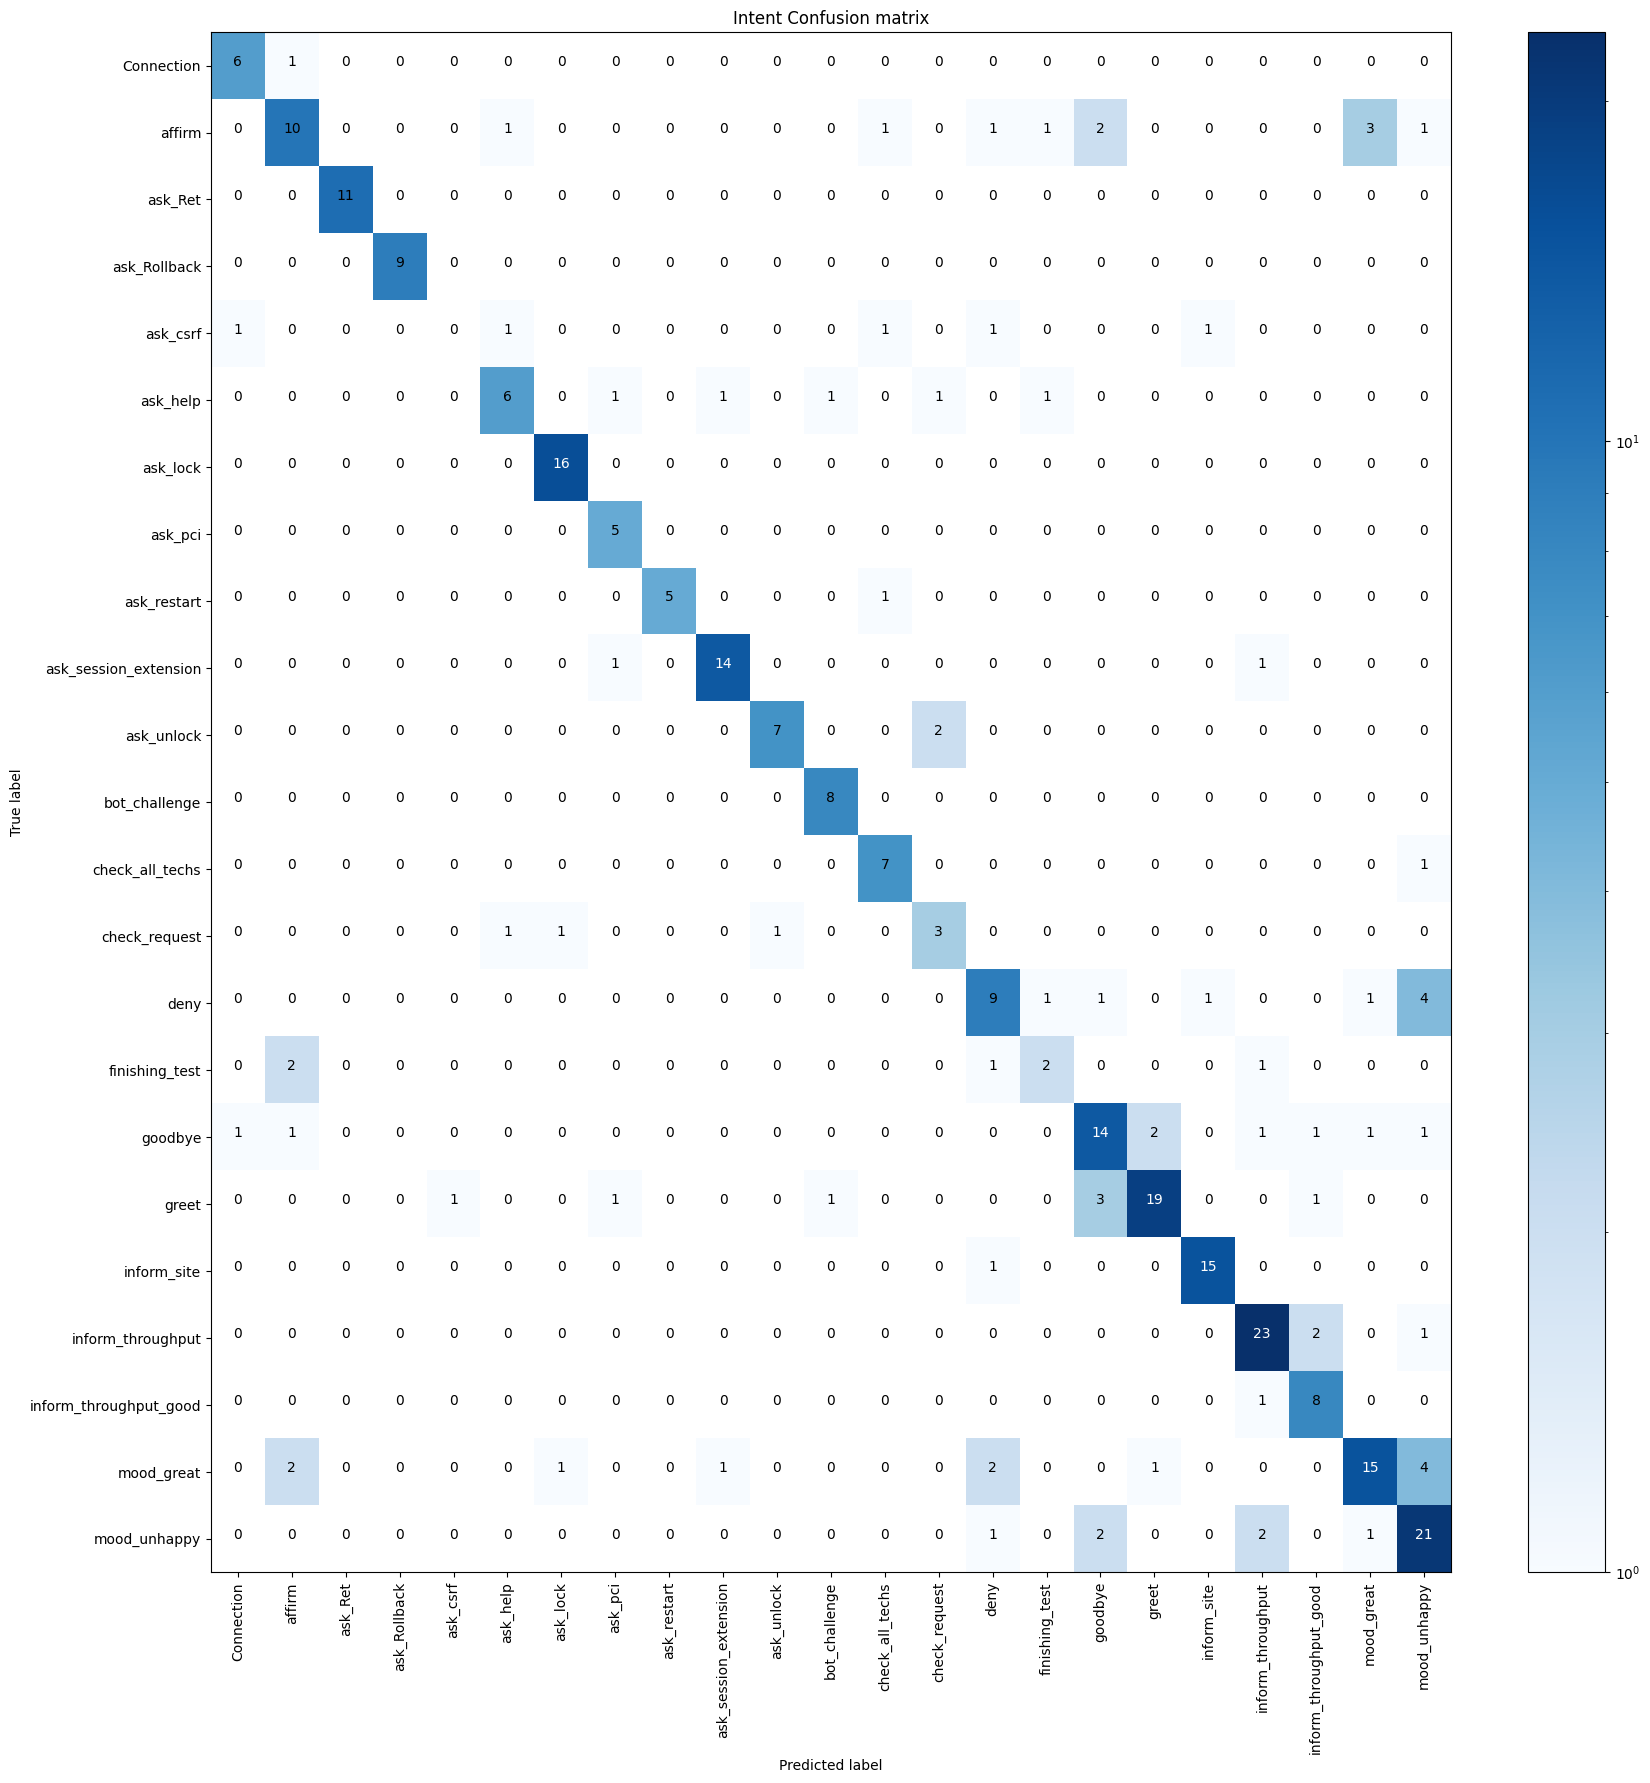 Intent Confusion matrix
Connection 6 1 0 0 0 0 0 0 0 0 0 0 0 0 0 0 0 0 0 0 0 0 0
affirm 0 10 0 0 0 1 0 0 0 0 0 0 1 0 1 1 2 0 0 0 0 3 1
ask_Ret 0 0 11 0 0 0 0 0 0 0 0 0 0 0 0 0 0 0 0 0 0 0 0
ask_Rollback 0 0 0 9 0 0 0 0 0 0 0 0 0 0 0 0 0 0 0 0 0 0 0
ask_csrf 1 0 0 0 0 1 0 0 0 0 0 0 1 0 1 0 0 0 1 0 0 0 0
ask_help 0 0 0 0 0 6 0 1 0 1 0 1 0 1 0 1 0 0 0 0 0 0 0
ask_lock 0 0 0 0 0 0 16 0 0 0 0 0 0 0 0 0 0 0 0 0 0 0 0
ask_pci 0 0 0 0 0 0 0 5 0 0 0 0 0 0 0 0 0 0 0 0 0 0 0
ask_restart 0 0 0 0 0 0 0 0 5 0 0 0 1 0 0 0 0 0 0 0 0 0 0
ask_session_extension 0 0 0 0 0 0 0 1 0 14 0 0 0 0 0 0 0 0 0 1 0 0 0
ask_unlock 0 0 0 0 0 0 0 0 0 0 7 0 0 2 0 0 0 0 0 0 0 0 0
bot_challenge 0 0 0 0 0 0 0 0 0 0 0 8 0 0 0 0 0 0 0 0 0 0 0
check_all_techs 0 0 0 0 0 0 0 0 0 0 0 0 7 0 0 0 0 0 0 0 0 0 1
check_request 0 0 0 0 0 1 1 0 0 0 1 0 0 3 0 0 0 0 0 0 0 0 0
deny 0 0 0 0 0 0 0 0 0 0 0 0 0 0 9 1 1 0 1 0 0 1 4
finishing_test 0 2 0 0 0 0 0 0 0 0 0 0 0 0 1 2 0 0 0 1 0 0 0
goodbye 1 1 0 0 0 0 0 0 0 0 0 0 0 0 0 0 14 2 0 1 1 1 1
greet 0 0 0 0 1 0 0 1 0 0 0 1 0 0 0 0 3 19 0 0 1 0 0
inform_site 0 0 0 0 0 0 0 0 0 0 0 0 0 0 1 0 0 0 15 0 0 0 0
inform_throughput 0 0 0 0 0 0 0 0 0 0 0 0 0 0 0 0 0 0 0 23 2 0 1
inform_throughput_good 0 0 0 0 0 0 0 0 0 0 0 0 0 0 0 0 0 0 0 1 8 0 0
mood_great 0 2 0 0 0 0 1 0 0 1 0 0 0 0 2 0 0 1 0 0 0 15 4
mood_unhappy 0 0 0 0 0 0 0 0 0 0 0 0 0 0 1 0 2 0 0 2 0 1 21
True label
Connection
affirm
ask_Ret
ask_Rollback
ask_csrf
ask_help
ask_lock
ask_pci
ask_restart
ask_session_extension
ask_unlock
bot_challenge
check_all_techs
check_request
deny
finishing_test
goodbye
greet
inform_site
inform_throughput
inform_throughput_good
mood_great
mood_unhappy
Predicted label
10¹
10⁰